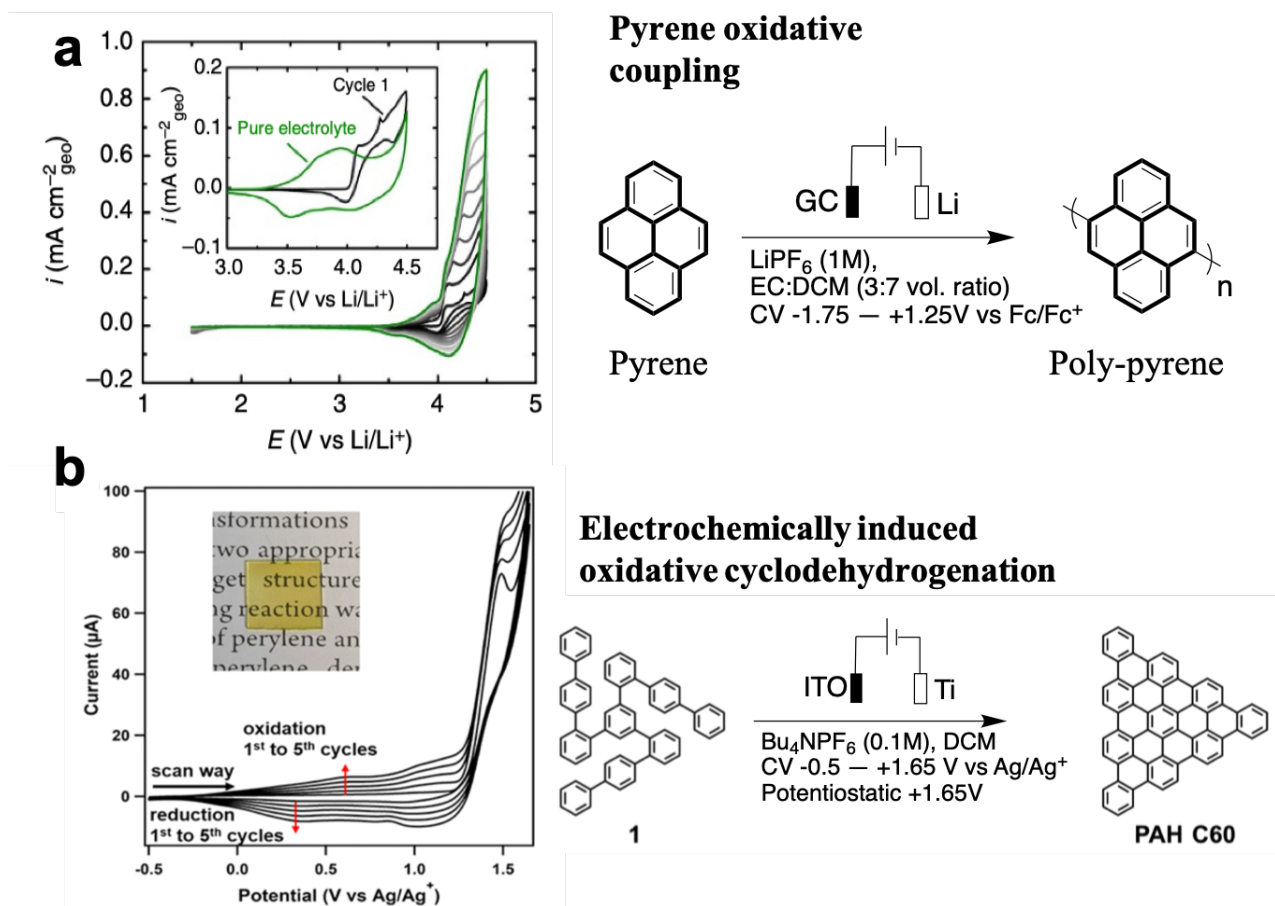 a
1.0
0.8
0.6
0.4
0.2
0.0
−0.2
i (mA cm⁻²geo)
1
2
3
4
5
E (V vs Li/Li⁺)
0.2
0.1
0.0
−0.1
i (mA cm⁻²geo)
3.0
3.5
4.0
4.5
E (V vs Li/Li⁺)
Cycle 1
Pure electrolyte
Pyrene oxidative
coupling
GC
Li
LiPF₆ (1M),
EC:DCM (3:7 vol. ratio)
CV -1.75 — +1.25V vs Fc/Fc⁺
n
Pyrene
Poly-pyrene
b
100
80
60
40
20
0
Current (µA)
-0.5
0.0
0.5
1.0
1.5
Potential (V vs Ag/Ag⁺)
sformations
two appropria
get structure
ng reaction wa
of perylene an
perylene der
oxidation
1st to 5th cycles
scan way
reduction
1st to 5th cycles
Electrochemically induced
oxidative cyclodehydrogenation
ITO
Ti
Bu₄NPF₆ (0.1M), DCM
CV -0.5 — +1.65 V vs Ag/Ag⁺
Potentiostatic +1.65V
1
PAH C60